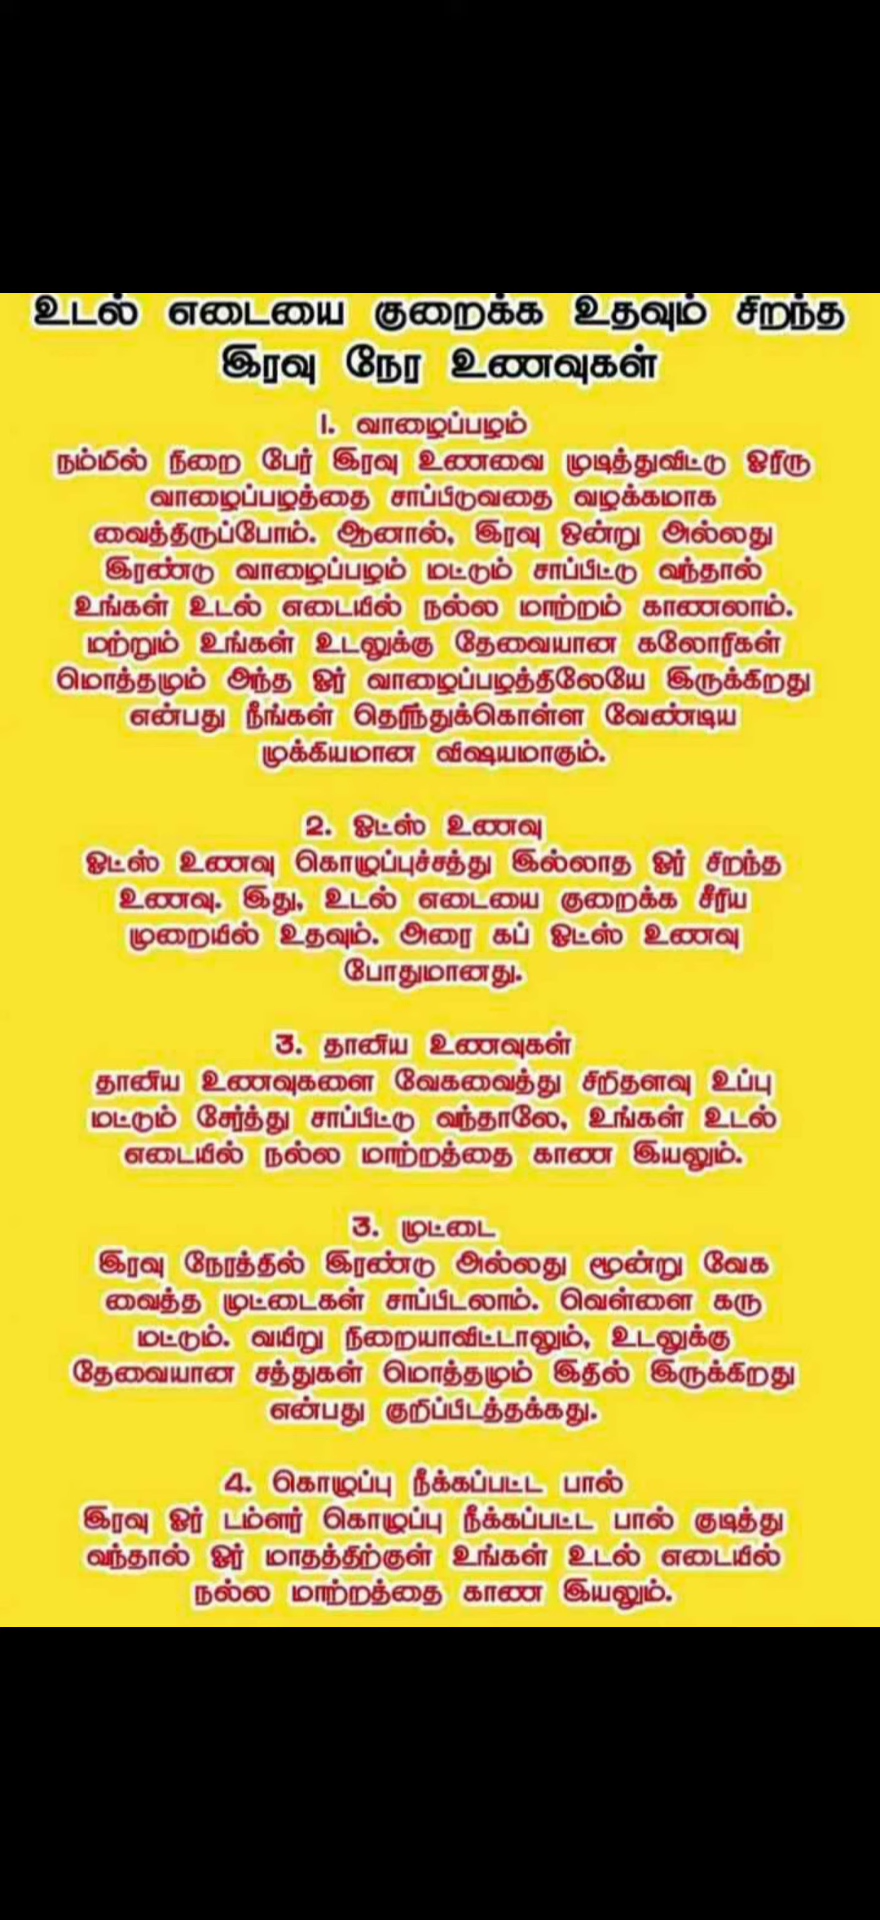 உடல் எடையை குறைக்க உதவும் சிறந்த
இரவு நேர உணவுகள்
1. வாழைப்பழம்
நம்மில் நிறை பேர் இரவு உணவை முடித்துவிட்டு ஓரிரு
வாழைப்பழத்தை சாப்பிடுவதை வழக்கமாக
வைத்திருப்போம். ஆனால், இரவு ஒன்று அல்லது
இரண்டு வாழைப்பழம் மட்டும் சாப்பிட்டு வந்தால்
உங்கள் உடல் எடையில் நல்ல மாற்றம் காணலாம்.
மற்றும் உங்கள் உடலுக்கு தேவையான கலோரிகள்
மொத்தமும் அந்த ஓர் வாழைப்பழத்திலேயே இருக்கிறது
என்பது நீங்கள் தெரிந்துக்கொள்ள வேண்டிய
முக்கியமான விஷயமாகும்.
2. ஓட்ஸ் உணவு
ஓட்ஸ் உணவு கொழுப்புச்சத்து இல்லாத ஓர் சிறந்த
உணவு. இது, உடல் எடையை குறைக்க சீரிய
முறையில் உதவும். அரை கப் ஓட்ஸ் உணவு
போதுமானது.
3. தானிய உணவுகள்
தானிய உணவுகளை வேகவைத்து சிறிதளவு உப்பு
மட்டும் சேர்த்து சாப்பிட்டு வந்தாலே, உங்கள் உடல்
எடையில் நல்ல மாற்றத்தை காண இயலும்.
3. முட்டை
இரவு நேரத்தில் இரண்டு அல்லது மூன்று வேக
வைத்த முட்டைகள் சாப்பிடலாம். வெள்ளை கரு
மட்டும். வயிறு நிறையாவிட்டாலும், உடலுக்கு
தேவையான சத்துகள் மொத்தமும் இதில் இருக்கிறது
என்பது குறிப்பிடத்தக்கது.
4. கொழுப்பு நீக்கப்பட்ட பால்
இரவு ஓர் டம்ளர் கொழுப்பு நீக்கப்பட்ட பால் குடித்து
வந்தால் ஓர் மாதத்திற்குள் உங்கள் உடல் எடையில்
நல்ல மாற்றத்தை காண இயலும்.